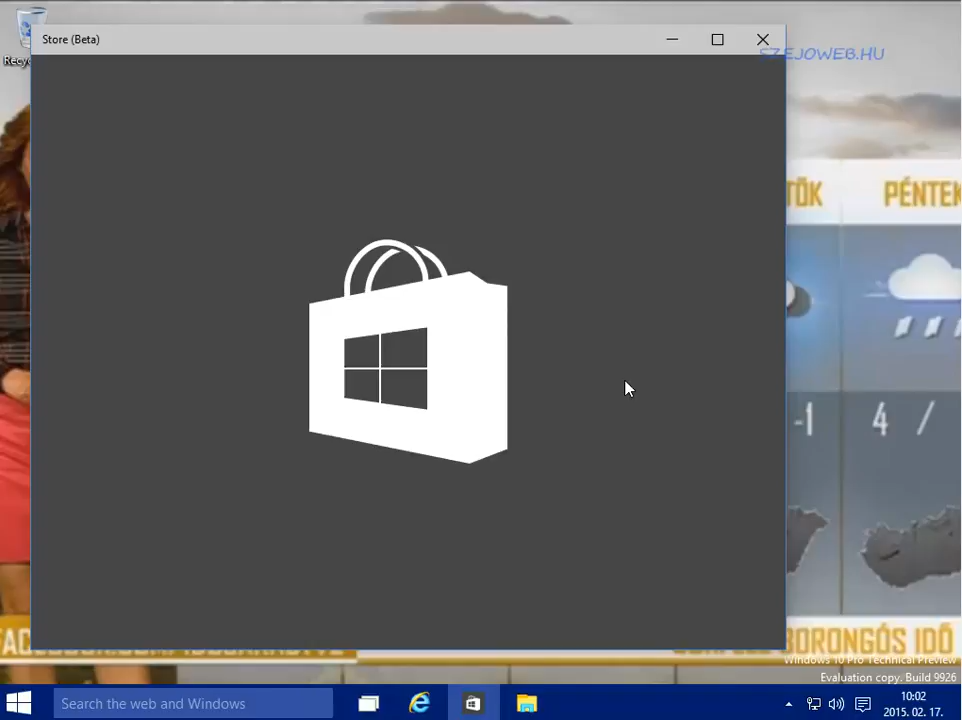 Store (Beta)
SZEJOWEB.HU
PÉNTEK
-1
4 /
BORONGÓS IDŐ
Windows 10 Pro Technical Preview
Evaluation copy. Build 9926
Search the web and Windows
10:02
2015. 02. 17.